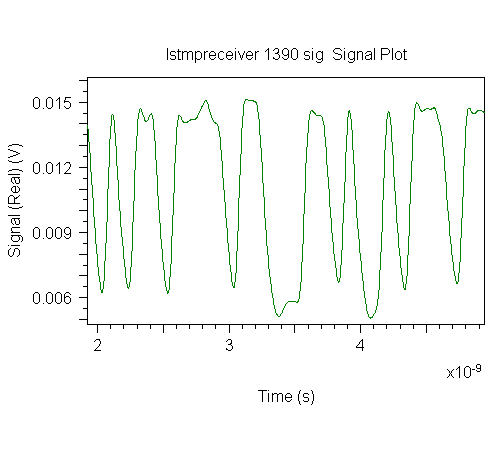 lstmpreceiver 1390 sig  Signal Plot
0.015
0.012
0.009
0.006
Signal (Real) (V)
2 3 4
x10-9
Time (s)